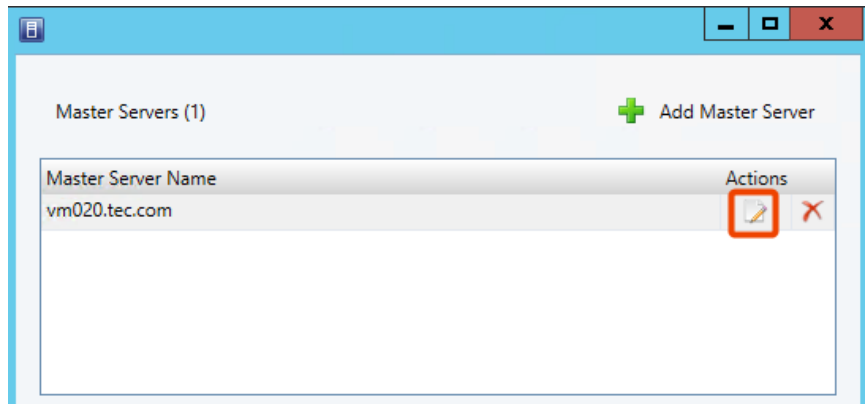 Master Servers (1)
Add Master Server
Master Server Name Actions
vm020.tec.com